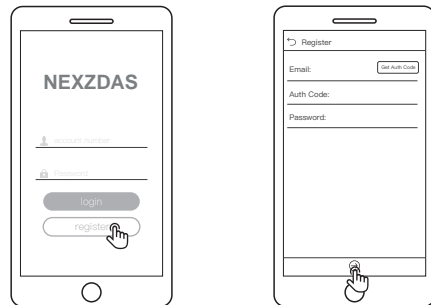 NEXZDAS
account number
Password
login
register
Register
Email:
Get Auth Code
Auth Code:
Password: